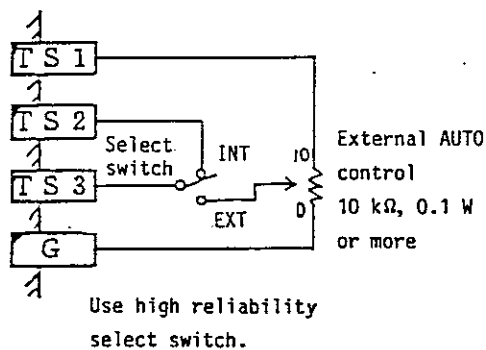 TS1
TS2
Select
switch
INT
TS3
EXT
G
10
0
External AUTO
control
10 kΩ, 0.1 W
or more
Use high reliability
select switch.